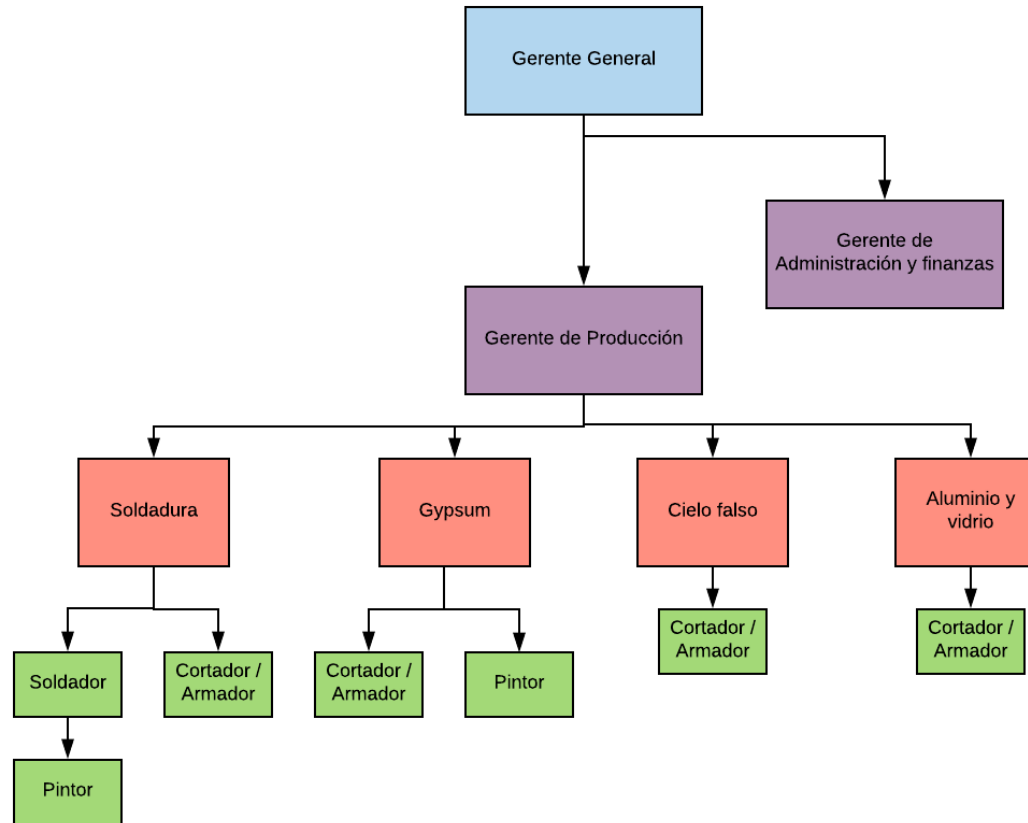 Gerente General
Gerente de
Administración y finanzas
Gerente de Producción
Soldadura
Gypsum
Cielo falso
Aluminio y
vidrio
Soldador
Cortador /
Armador
Cortador /
Armador
Pintor
Cortador /
Armador
Cortador /
Armador
Pintor